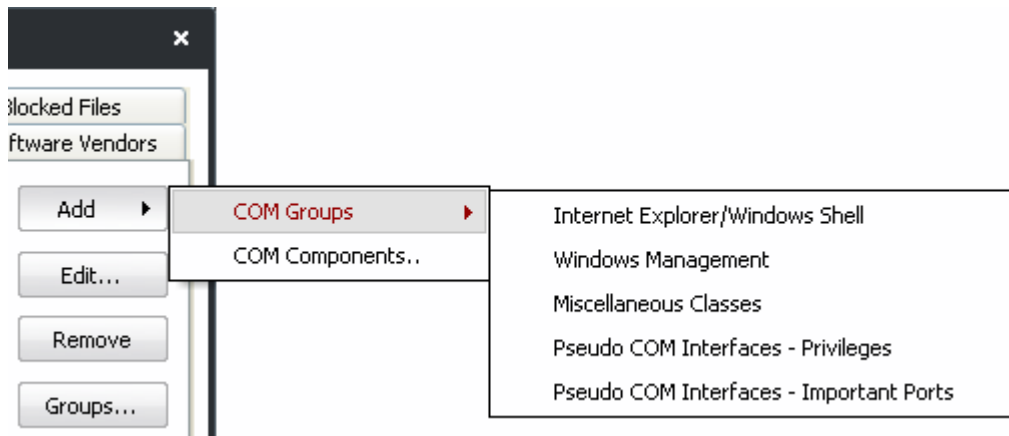 Blocked Files
ftware Vendors
Add
COM Groups
Internet Explorer/Windows Shell
COM Components..
Windows Management
Edit...
Miscellaneous Classes
Remove
Pseudo COM Interfaces - Privileges
Groups...
Pseudo COM Interfaces - Important Ports